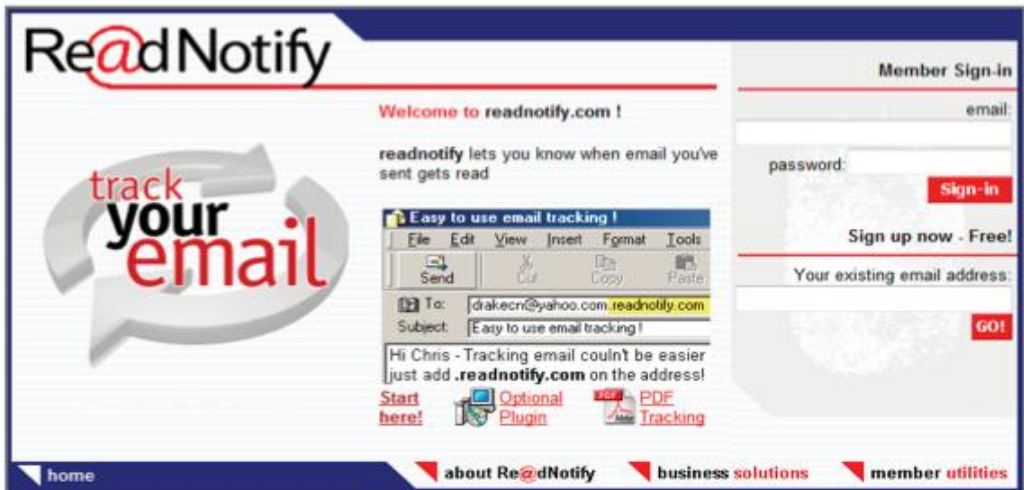 Re@dNotify
track
your
email
Welcome to readnotify.com !
readnotify lets you know when email you've
sent gets read
Easy to use email tracking !
File Edit View Insert Format Tools
Send Cut Copy Paste
To: drakecn@yahoo.com.readnotify.com
Subject: Easy to use email tracking !
Hi Chris - Tracking email couln't be easier
just add .readnotify.com on the address!
Start
here!
Optional
Plugin
PDF
Tracking
Member Sign-in
email:
password:
Sign-in
Sign up now - Free!
Your existing email address:
GO!
home
about Re@dNotify
business solutions
member utilities